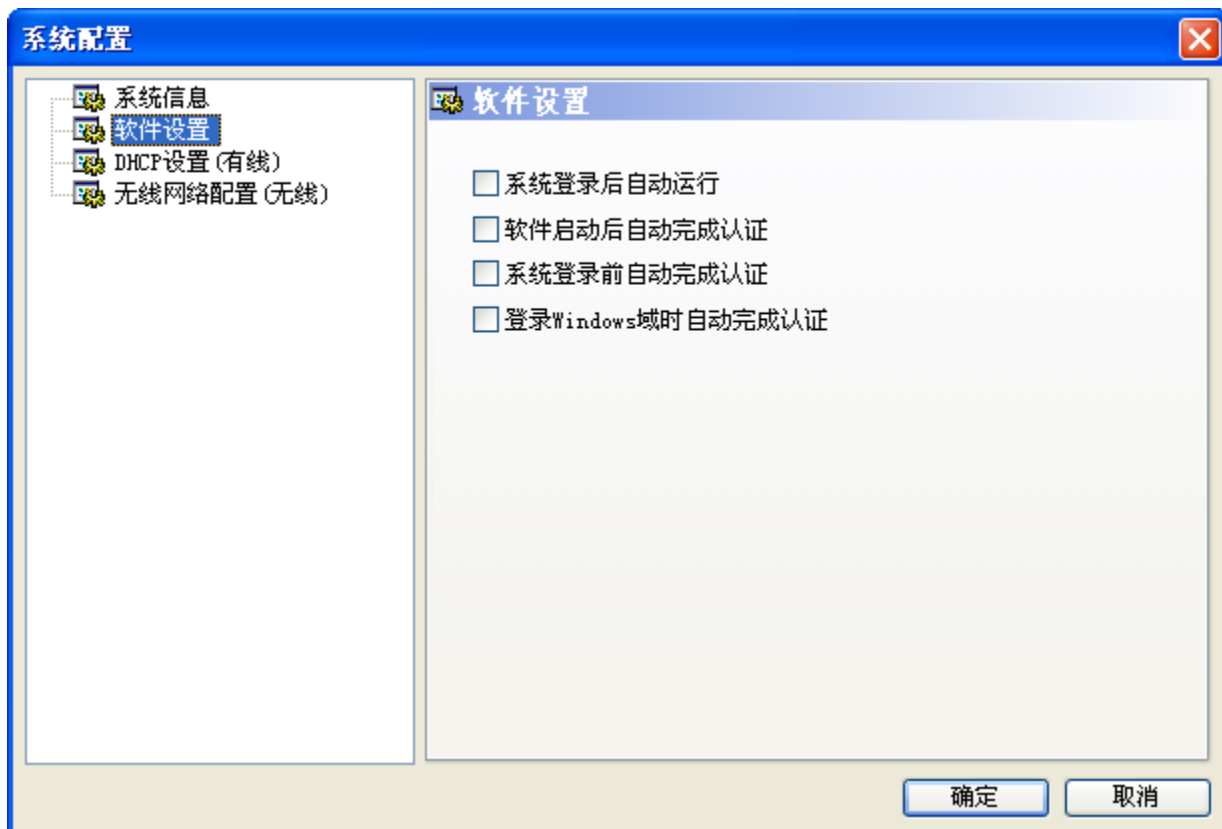 系统配置
系统信息
软件设置
DHCP设置(有线)
无线网络配置(无线)
软件设置
系统登录后自动运行
软件启动后自动完成认证
系统登录前自动完成认证
登录Windows域时自动完成认证
确定
取消